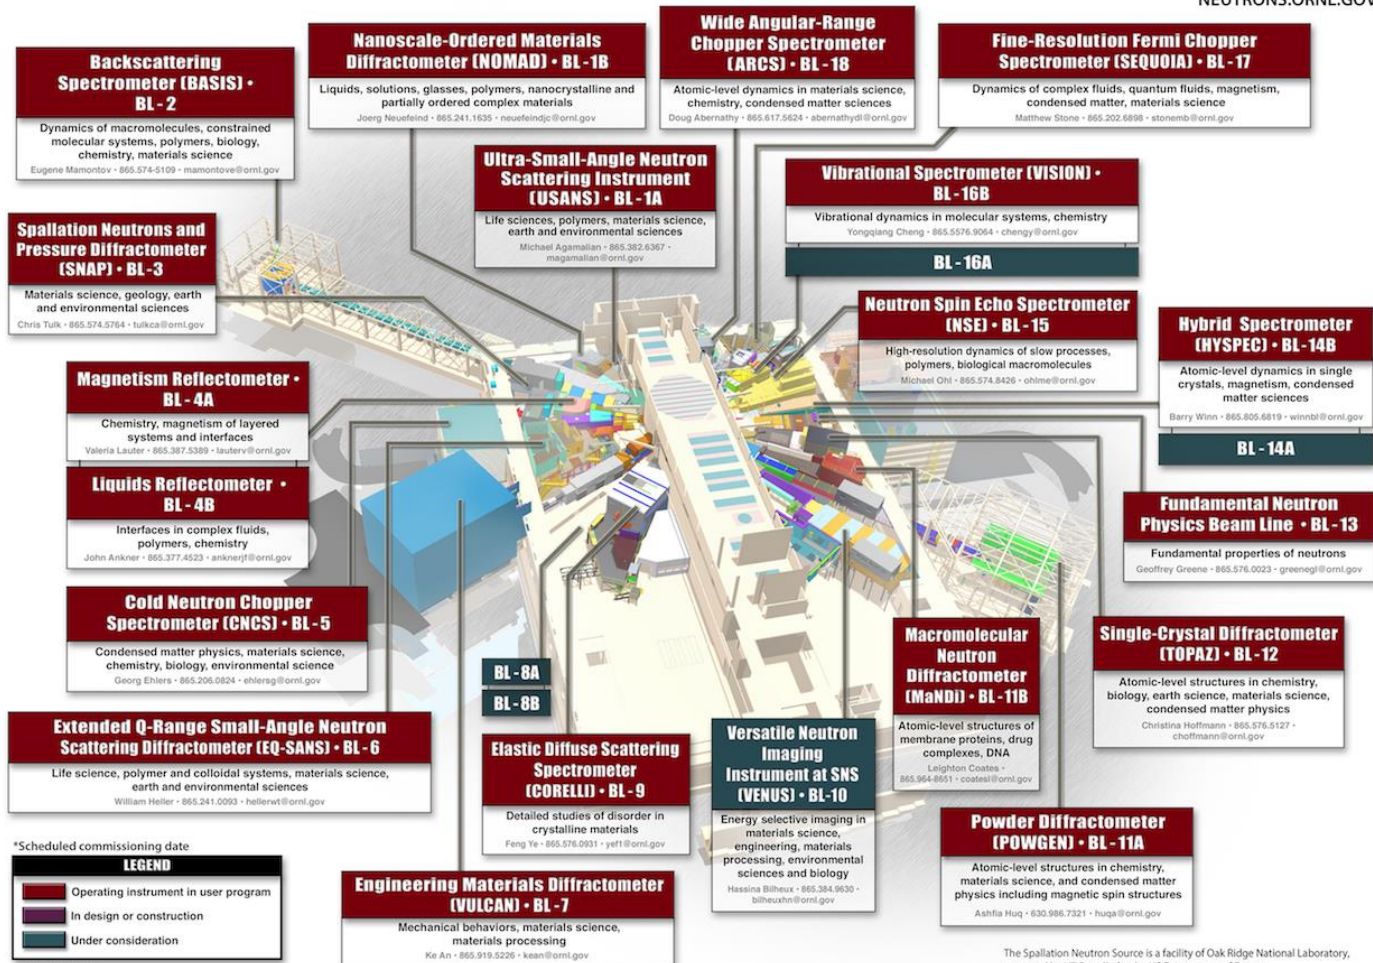 NEUTRONS.ORNL.GOV
Backscattering
Spectrometer (BASIS) •
BL - 2
Dynamics of macromolecules, constrained
molecular systems, polymers, biology,
chemistry, materials science
Eugene Mamontov • 865.574-5109 • mamontove@ornl.gov
Nanoscale-Ordered Materials
Diffractometer (NOMAD) • BL - 1B
Liquids, solutions, glasses, polymers, nanocrystalline and
partially ordered complex materials
Joerg Neuefeind • 865.241.1635 • neuefeindjc@ornl.gov
Wide Angular-Range
Chopper Spectrometer
(ARCS) • BL - 18
Atomic-level dynamics in materials science,
chemistry, condensed matter sciences
Doug Abernathy • 865.617.5624 • abernathydl@ornl.gov
Fine-Resolution Fermi Chopper
Spectrometer (SEQUOIA) • BL - 17
Dynamics of complex fluids, quantum fluids, magnetism,
condensed matter, materials science
Matthew Stone • 865.202.6898 • stonemb@ornl.gov
Ultra-Small-Angle Neutron
Scattering Instrument
(USANS) • BL - 1A
Life sciences, polymers, materials science,
earth and environmental sciences
Michael Agamalian • 865.382.6367 •
magamalian@ornl.gov
Vibrational Spectrometer (VISION) •
BL - 16B
Vibrational dynamics in molecular systems, chemistry
Yongqiang Cheng • 865.5576.9064 • chengy@ornl.gov
BL - 16A
Spallation Neutrons and
Pressure Diffractometer
(SNAP) • BL - 3
Materials science, geology, earth
and environmental sciences
Chris Tulk • 865.574.5764 • tulkca@ornl.gov
Neutron Spin Echo Spectrometer
(NSE) • BL - 15
High-resolution dynamics of slow processes,
polymers, biological macromolecules
Michael Ohl • 865.574.8426 • ohlme@ornl.gov
Hybrid Spectrometer
(HYSPEC) • BL - 14B
Atomic-level dynamics in single
crystals, magnetism, condensed
matter sciences
Barry Winn • 865.805.6819 • winnbl@ornl.gov
BL - 14A
Magnetism Reflectometer •
BL - 4A
Chemistry, magnetism of layered
systems and interfaces
Valeria Lauter • 865.387.5389 • lauterv@ornl.gov
Liquids Reflectometer •
BL - 4B
Interfaces in complex fluids,
polymers, chemistry
John Ankner • 865.377.4523 • anknerjf@ornl.gov
Fundamental Neutron
Physics Beam Line • BL - 13
Fundamental properties of neutrons
Geoffrey Greene • 865.576.0023 • greenegl@ornl.gov
Cold Neutron Chopper
Spectrometer (CNCS) • BL - 5
Condensed matter physics, materials science,
chemistry, biology, environmental science
Georg Ehlers • 865.206.0824 • ehlersg@ornl.gov
BL - 8A
BL - 8B
Macromolecular
Neutron
Diffractometer
(MaNDi) • BL - 11B
Atomic-level structures of
membrane proteins, drug
complexes, DNA
Leighton Coates •
865.964-8651 • coatesl@ornl.gov
Single-Crystal Diffractometer
(TOPAZ) • BL - 12
Atomic-level structures in chemistry,
biology, earth science, materials science,
condensed matter physics
Christina Hoffmann • 865.576.5127 •
choffmann@ornl.gov
Extended Q-Range Small-Angle Neutron
Scattering Diffractometer (EQ-SANS) • BL - 6
Life science, polymer and colloidal systems, materials science,
earth and environmental sciences
William Heller • 865.241.0093 • hellerwt@ornl.gov
Elastic Diffuse Scattering
Spectrometer
(CORELLI) • BL - 9
Detailed studies of disorder in
crystalline materials
Feng Ye • 865.576.0931 • yef1@ornl.gov
Versatile Neutron
Imaging
Instrument at SNS
(VENUS) • BL-10
Energy selective imaging in
materials science,
engineering, materials
processing, environmental
sciences and biology
Hassina Bilheux • 865.384.9630 •
bilheuxhn@ornl.gov
Powder Diffractometer
(POWGEN) • BL - 11A
Atomic-level structures in chemistry,
materials science, and condensed matter
physics including magnetic spin structures
Ashfia Huq • 630.986.7321 • huqa@ornl.gov
*Scheduled commissioning date
LEGEND
Operating instrument in user program
In design or construction
Under consideration
Engineering Materials Diffractometer
(VULCAN) • BL - 7
Mechanical behaviors, materials science,
materials processing
Ke An • 865.919.5226 • kean@ornl.gov
The Spallation Neutron Source is a facility of Oak Ridge National Laboratory,